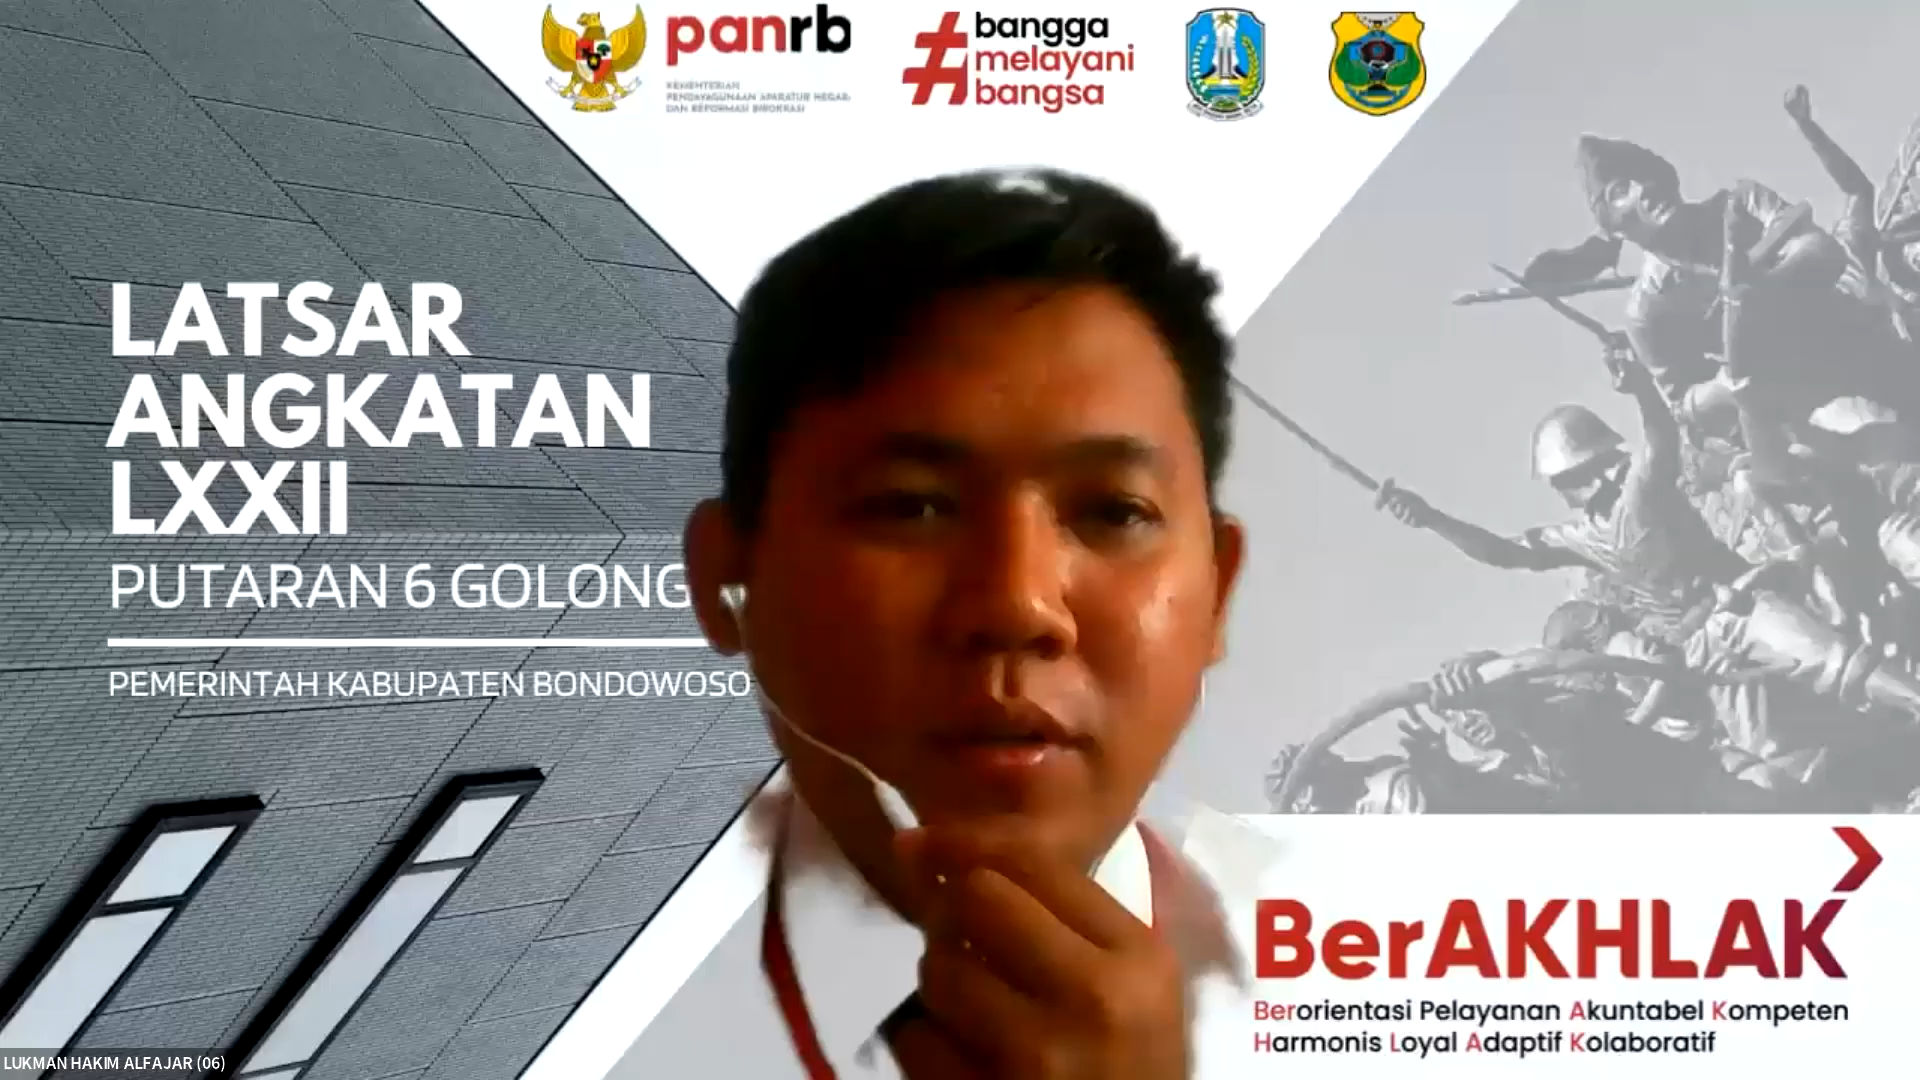 panrb
KEMENTERIAN
PENDAYAGUNAAN APARATUR NEGARA
DAN REFORMASI BIROKRASI
bangga
melayani
bangsa
LATSAR
ANGKATAN
LXXII
PUTARAN 6 GOLONG
PEMERINTAH KABUPATEN BONDOWOSO
BerAKHLAK
Berorientasi Pelayanan Akuntabel Kompeten
Harmonis Loyal Adaptif Kolaboratif
LUKMAN HAKIM ALFAJAR (06)